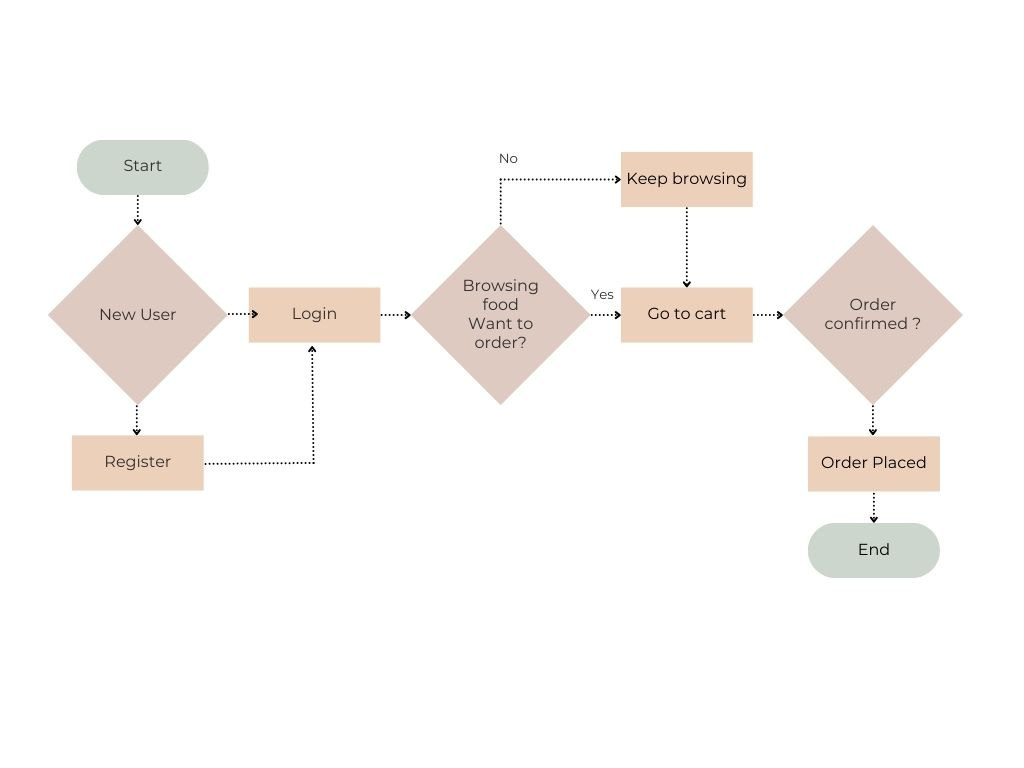 Start
New User
Register
Login
Browsing
food
Want to
order?
No
Yes
Keep browsing
Go to cart
Order
confirmed ?
Order Placed
End